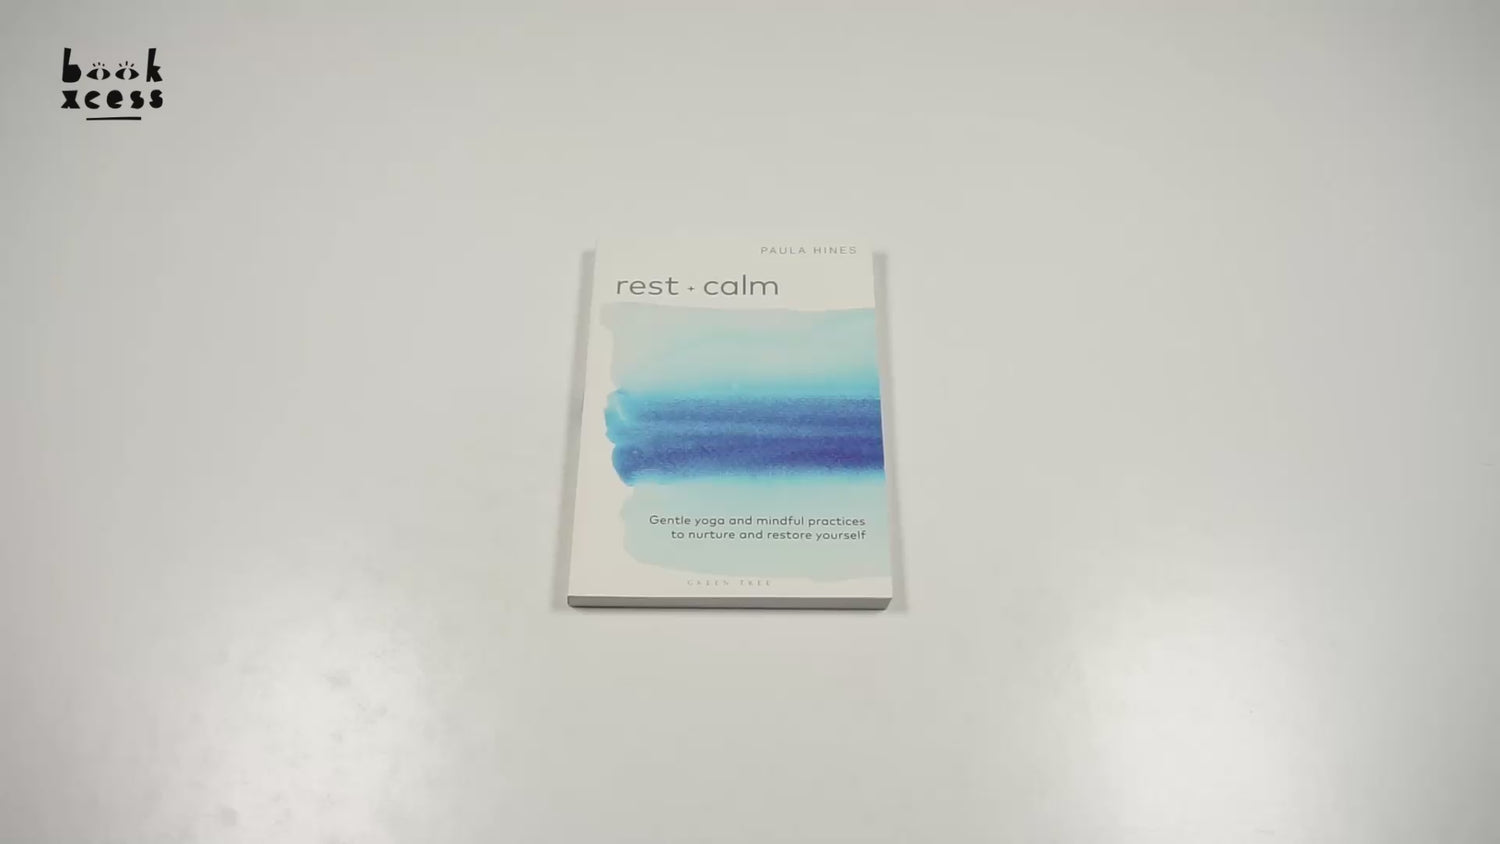 book
xcess
PAULA HINES
rest + calm
Gentle yoga and mindful practices
to nurture and restore yourself
GREEN TREE